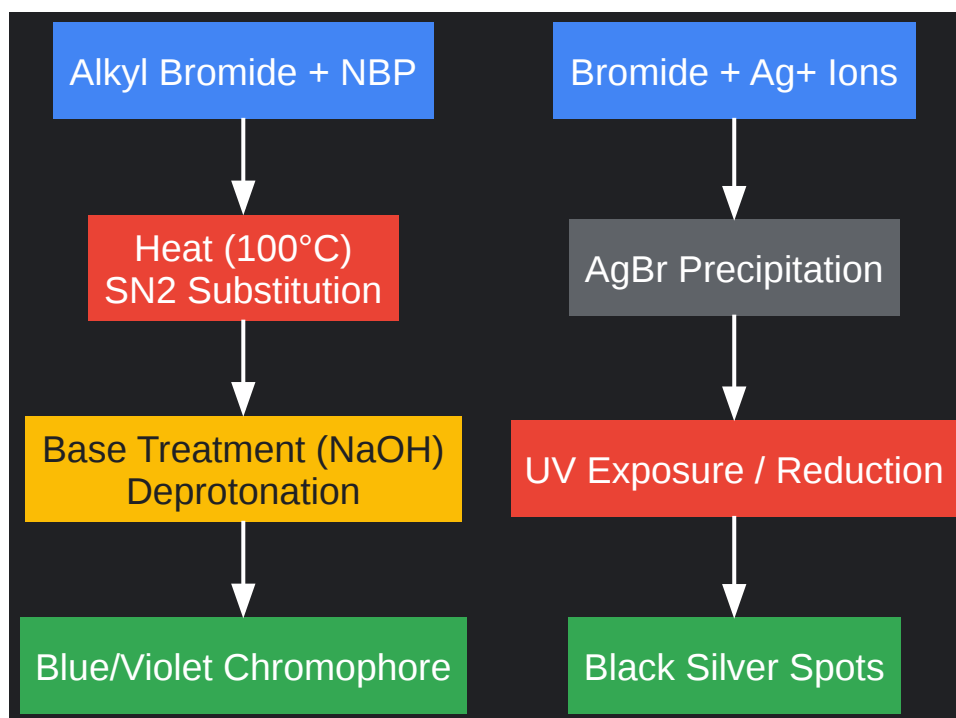 Alkyl Bromide + NBP
Heat (100°C)
SN2 Substitution
Base Treatment (NaOH)
Deprotonation
Blue/Violet Chromophore
Bromide + Ag+ Ions
AgBr Precipitation
UV Exposure / Reduction
Black Silver Spots